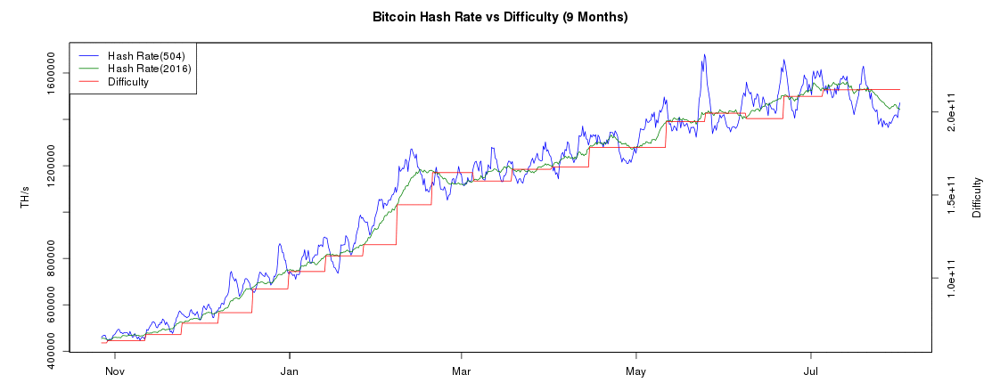 Bitcoin Hash Rate vs Difficulty (9 Months)
Hash Rate(504)
Hash Rate(2016)
Difficulty
TH/s
400000
600000
800000
1200000
1600000
1.0e+11
1.5e+11
2.0e+11
Difficulty
Nov
Jan
Mar
May
Jul